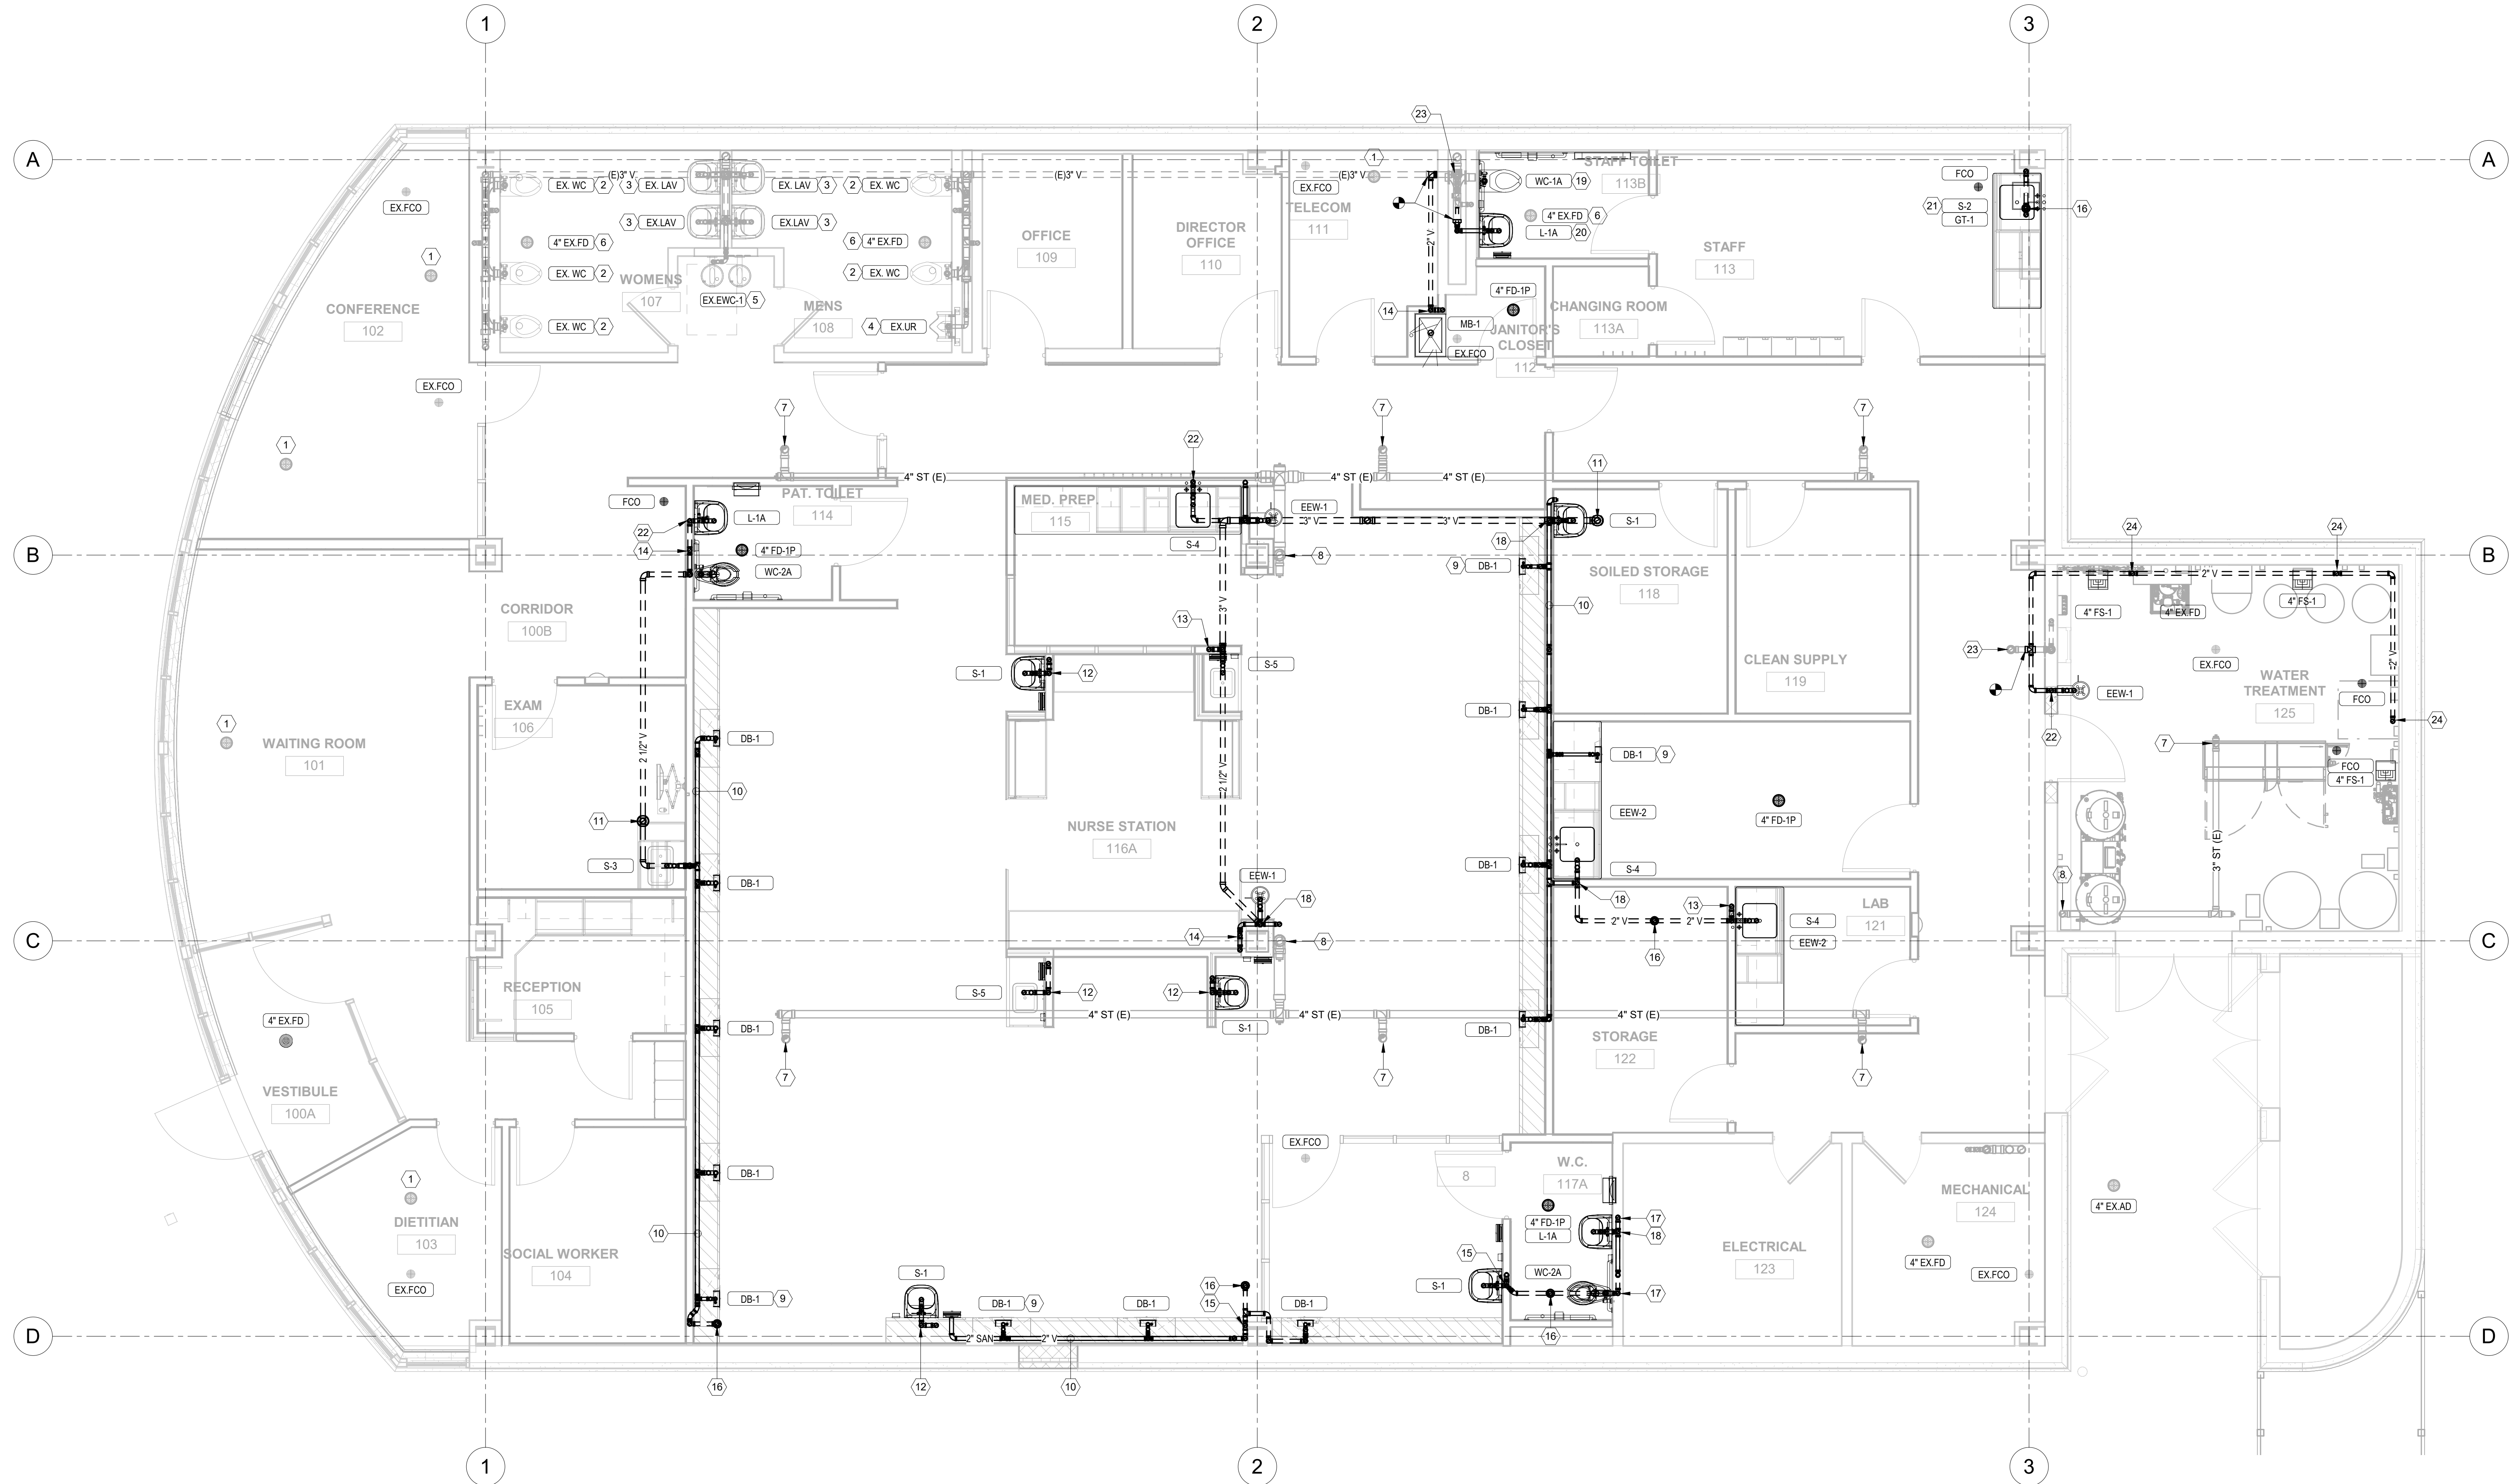 1
2
3
A
A
23
1
(E)3" V
(E)3" V
(E)3" V
STAFF TOILET
113B
EX. WC
2
3
EX. LAV
EX. LAV
3
2
EX. WC
EX.FCO
WC-1A
19
FCO
EX.FCO
TELECOM
111
21
S-2
GT-1
16
3
EX.LAV
EX.LAV
3
4" EX.FD
6
L-1A
20
4" EX.FD
6
6
4" EX.FD
OFFICE
109
DIRECTOR
OFFICE
110
2" V
STAFF
113
1
EX. WC
2
WOMENS
107
2
EX. WC
CONFERENCE
102
EX.EWC-1
5
MENS
108
4" FD-1P
CHANGING ROOM
113A
EX. WC
2
4
EX.UR
14
MB-1
JANITOR'S
CLOSET
112
EX.FCO
EX.FCO
7
7
7
1
22
11
4" ST (E)
4" ST (E)
4" ST (E)
FCO
PAT. TOILET
114
MED. PREP.
115
L-1A
EEW-1
3" V
3" V
S-1
22
14
4" FD-1P
S-4
18
24
24
B
8
B
WC-2A
9
DB-1
SOILED STORAGE
118
2" V
CORRIDOR
100B
10
4" FS-1
4" EX.FD
4" FS-1
3" V
13
23
S-1
12
S-5
CLEAN SUPPLY
119
EX.FCO
2" V
WATER
TREATMENT
125
EEW-1
FCO
EXAM
106
DB-1
24
1
WAITING ROOM
101
2 1/2" V
DB-1
22
7
DB-1
9
FCO
4" FS-1
10
2 1/2" V
11
NURSE STATION
116A
EEW-2
4" FD-1P
3" ST (E)
S-3
DB-1
S-4
DB-1
EEW-1
8
18
18
13
LAB
121
2" V
2" V
S-4
EEW-2
C
14
8
16
C
RECEPTION
105
S-5
12
12
4" EX.FD
DB-1
4" ST (E)
S-1
4" ST (E)
DB-1
4" ST (E)
STORAGE
122
7
7
7
VESTIBULE
100A
EX.FCO
1
DB-1
8
W.C.
117A
MECHANICAL
124
4" EX.AD
DIETITIAN
103
10
4" FD-1P
L-1A
17
18
SOCIAL WORKER
104
ELECTRICAL
123
4" EX.FD
EX.FCO
S-1
15
WC-2A
EX.FCO
16
S-1
17
DB-1
9
DB-1
9
DB-1
15
DB-1
D
2" SAN
2" V
16
D
16
12
10
1
2
3